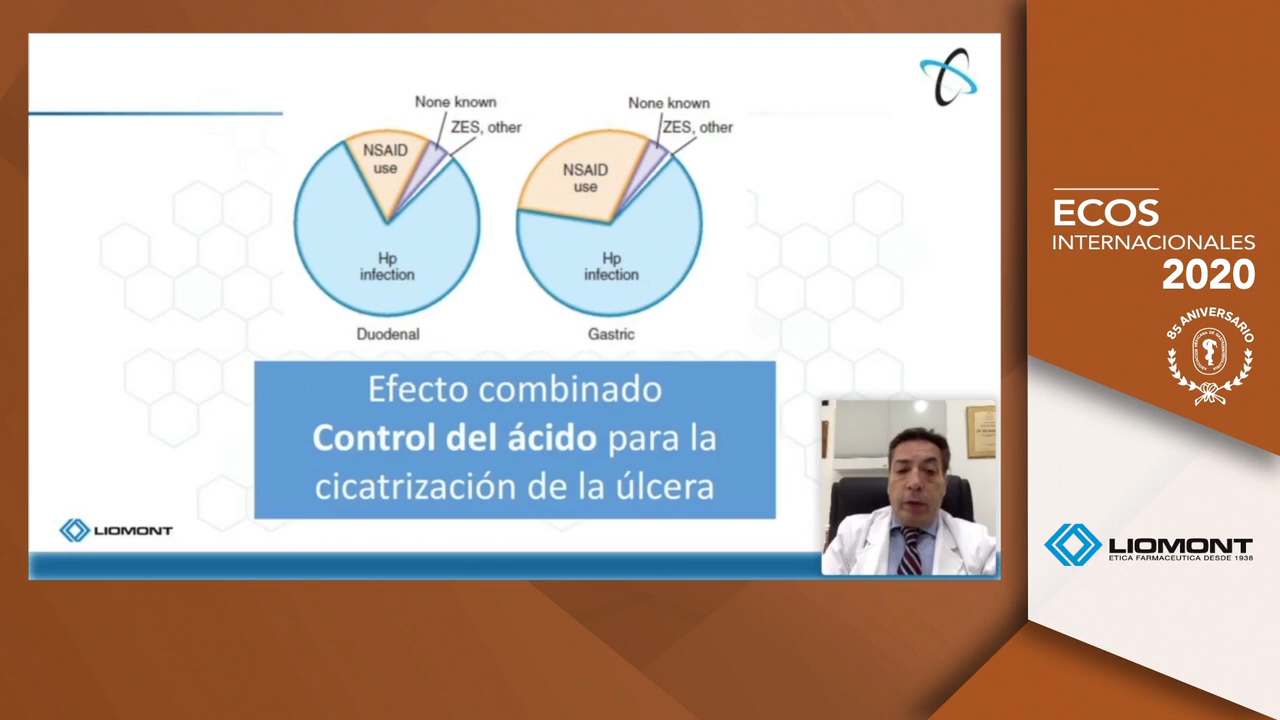 None known
ZES, other
NSAID
use
Hp
infection
Duodenal
None known
ZES, other
NSAID
use
Hp
infection
Gastric
Efecto combinado
Control del ácido para la
cicatrización de la úlcera
LIOMONT
ECOS
INTERNACIONALES
2020
85 ANIVERSARIO
LIOMONT
ETICA FARMACEUTICA DESDE 1938